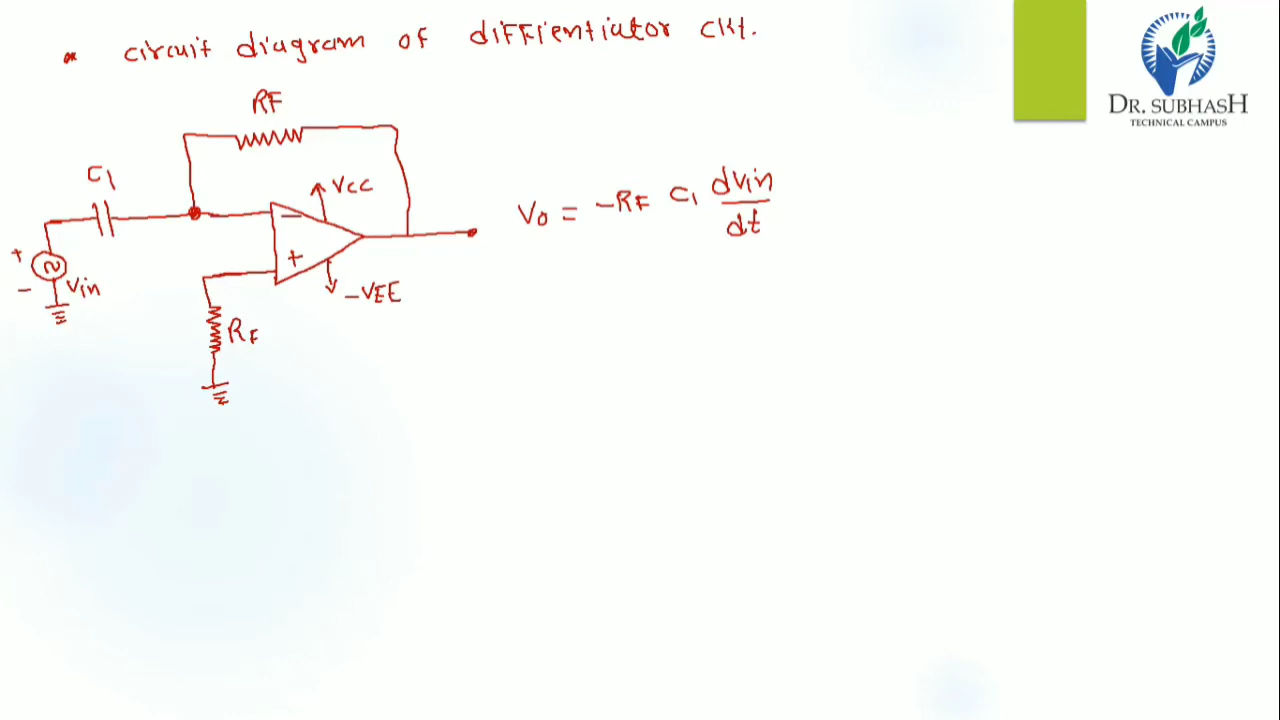 circuit diagram of diffientiator ckt.
DR. SUBHASH
TECHNICAL CAMPUS
RF
C1
VCC
Vo = -RF C1 dVin/dt
+
-
Vin
-
+
-VEE
RF